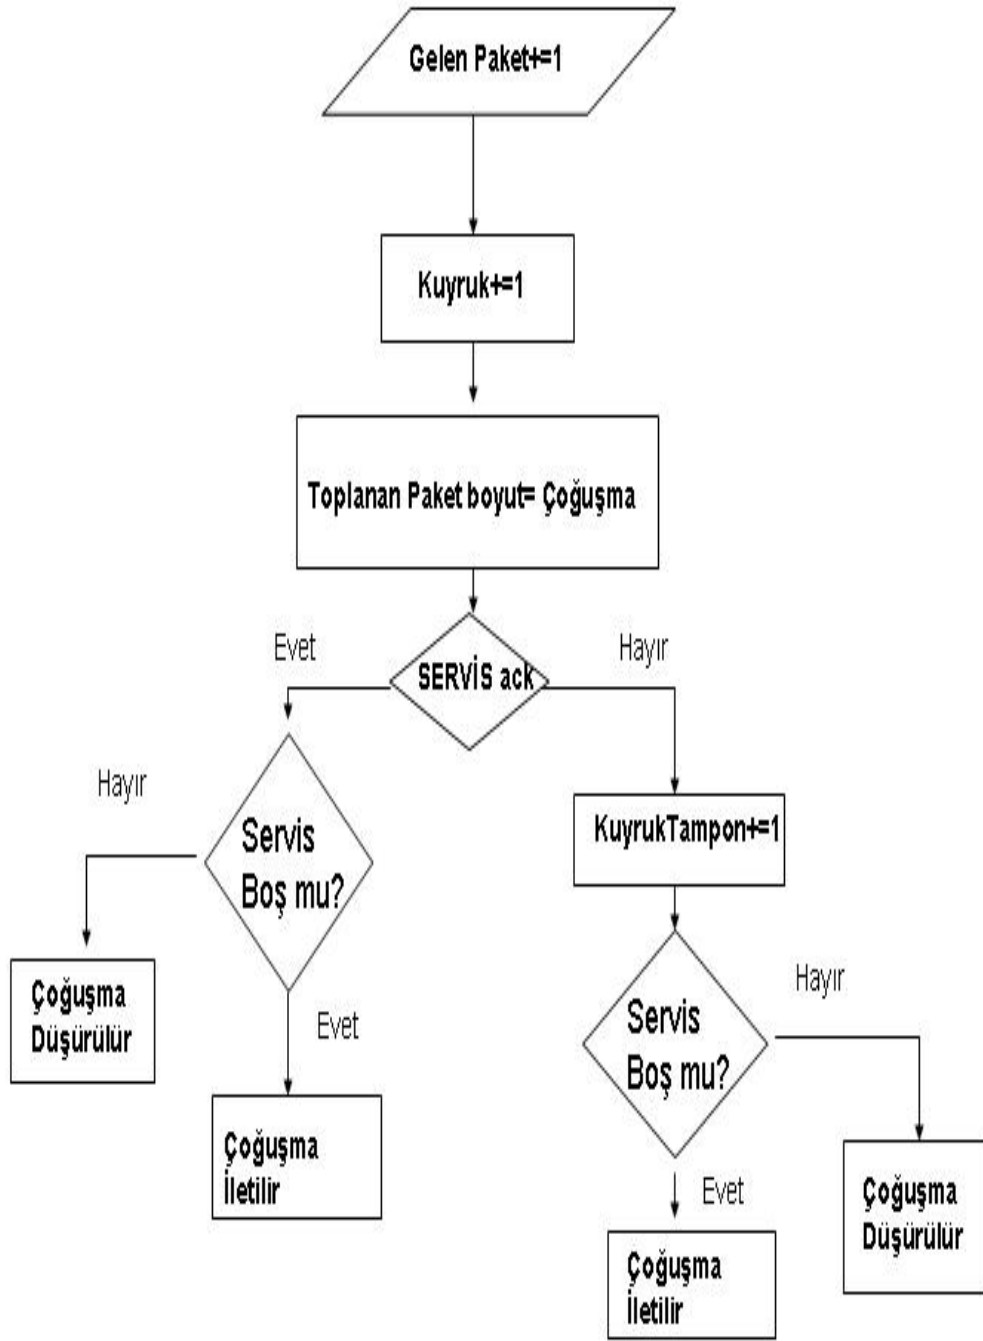 Gelen Paket+=1
Kuyruk+=1
Toplanan Paket boyut= Çoğuşma
Evet
SERVİS ack
Hayır
Hayır
Servis
Boş mu?
KuyrukTampon+=1
Çoğuşma
Düşürülür
Evet
Çoğuşma
İletilir
Servis
Boş mu?
Hayır
Evet
Çoğuşma
İletilir
Çoğuşma
Düşürülür